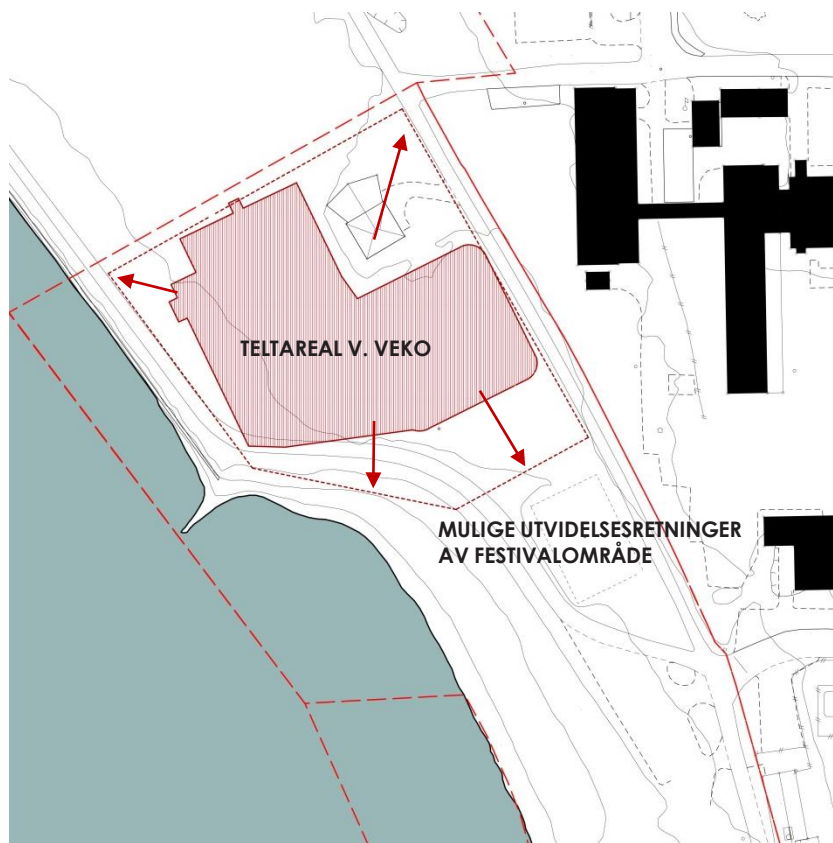 TELTAREAL V. VEKO
MULIGE UTVIDELSESRETNINGER
AV FESTIVALOMRÅDE